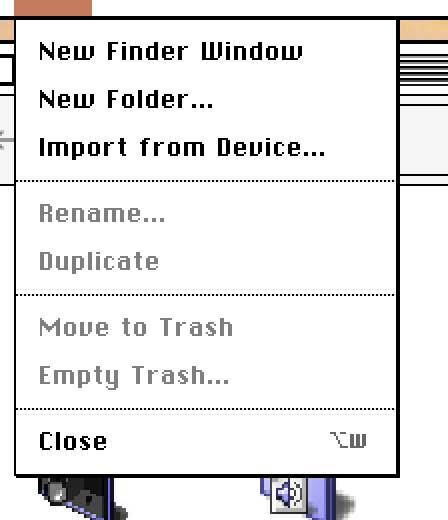 New Finder Window
New Folder...
Import from Device...
Rename...
Duplicate
Move to Trash
Empty Trash...
Close ⌥W